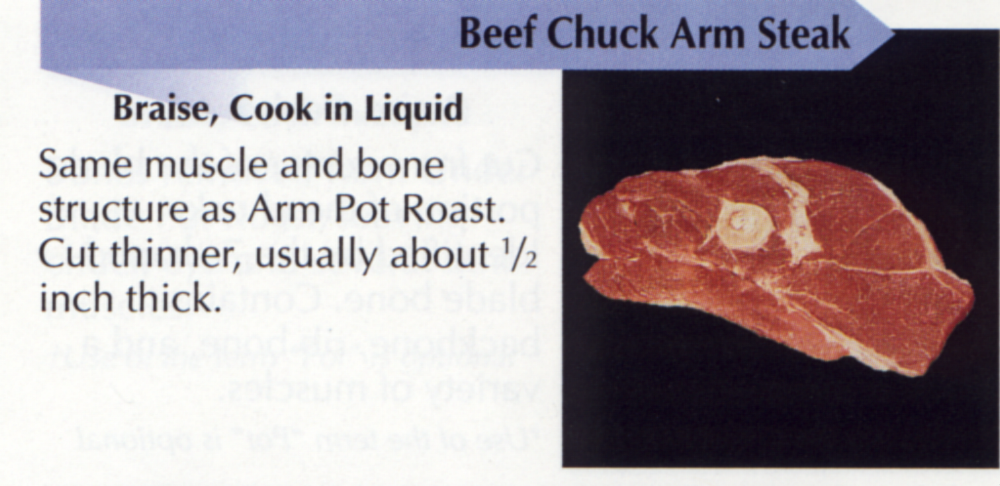 Beef Chuck Arm Steak
Braise, Cook in Liquid
Same muscle and bone
structure as Arm Pot Roast.
Cut thinner, usually about 1/2
inch thick.